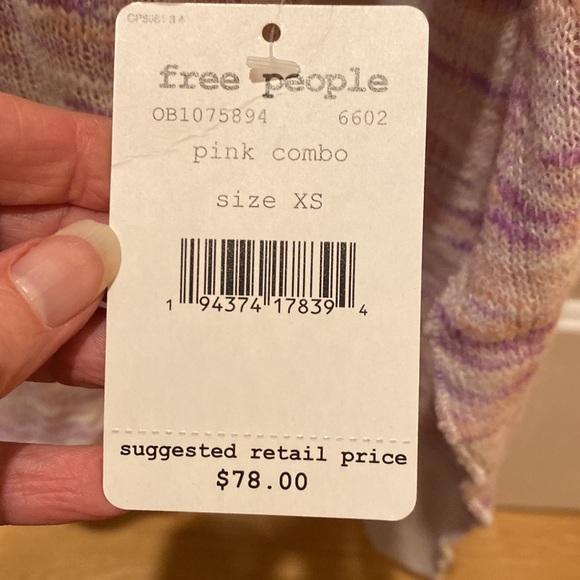 free people
OB1075894 6602
pink combo
size XS
1 94374 17839 4
suggested retail price
$78.00